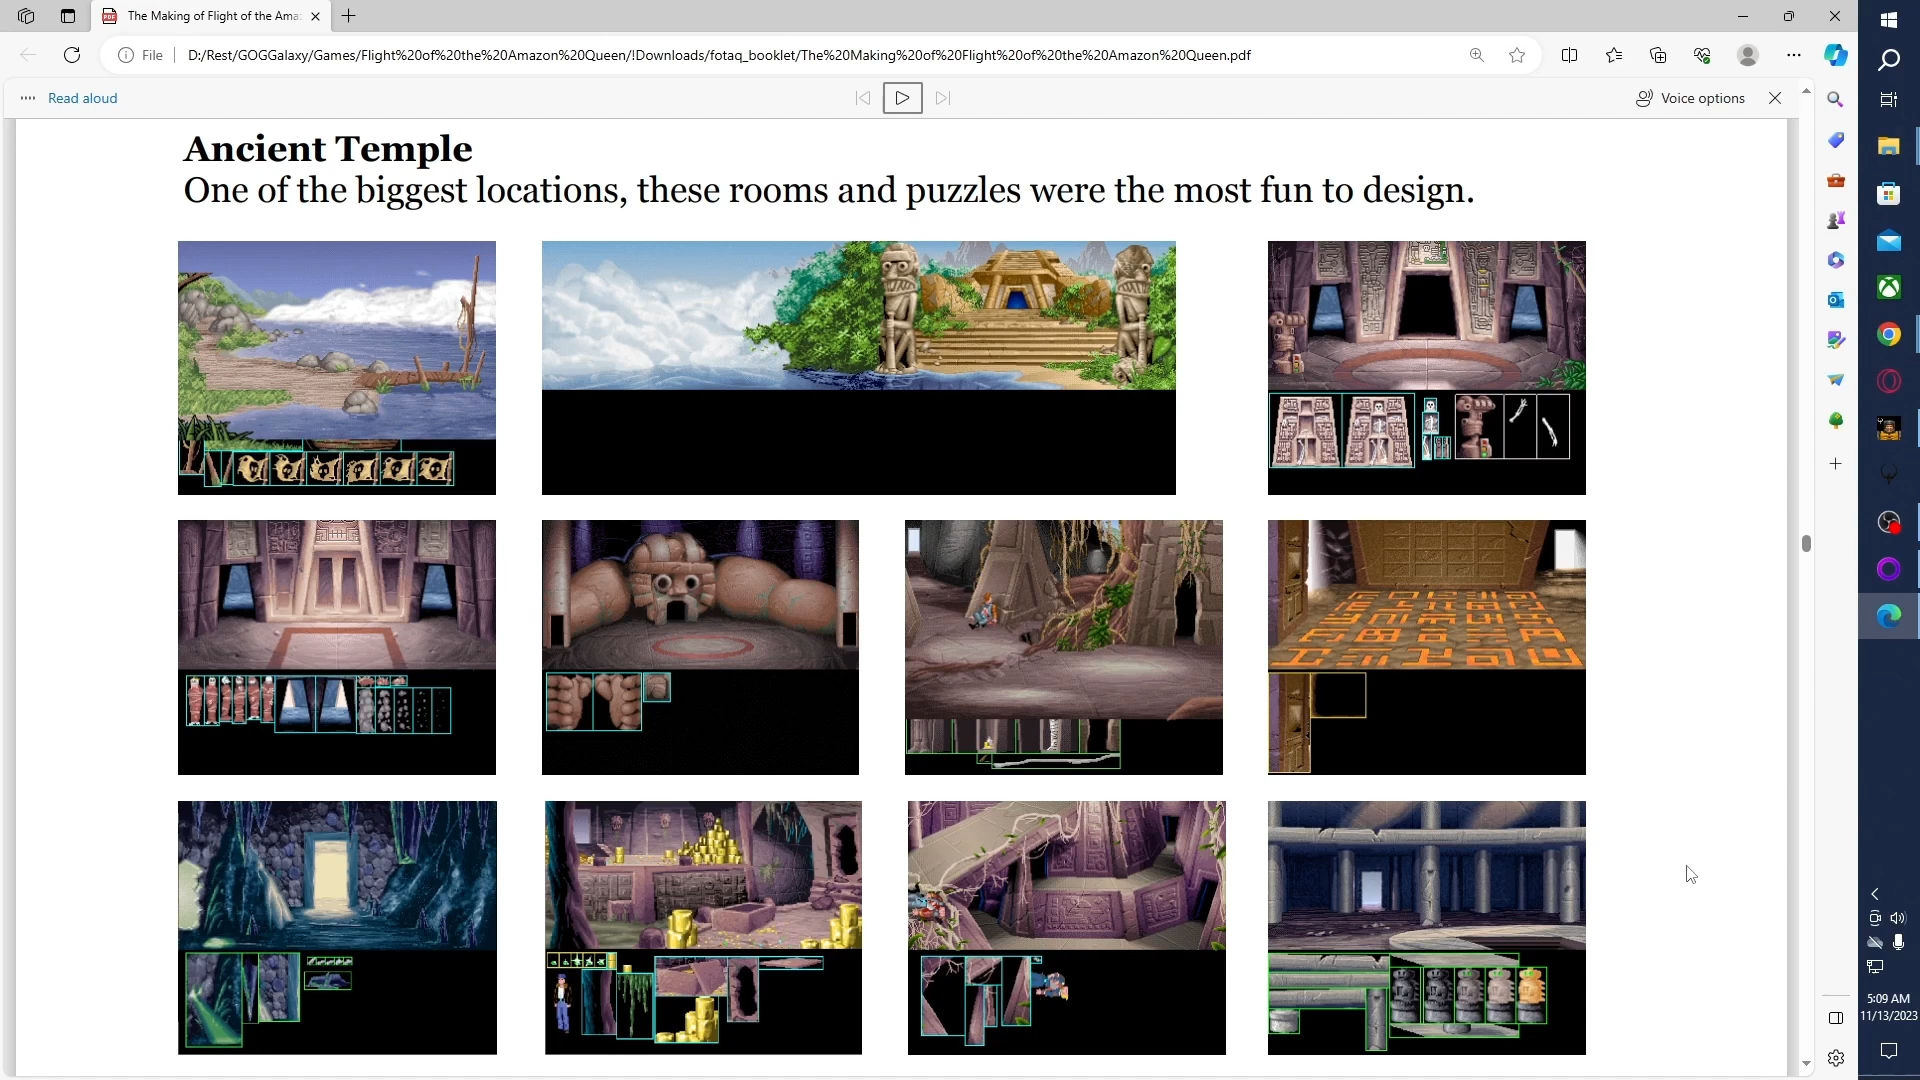 The Making of Flight of the Ama
File
D:/Rest/GOGGalaxy/Games/Flight%20of%20the%20Amazon%20Queen/!Downloads/fotaq_booklet/The%20Making%20of%20Flight%20of%20the%20Amazon%20Queen.pdf
Read aloud
Voice options
Ancient Temple
One of the biggest locations, these rooms and puzzles were the most fun to design.
5:09 AM
11/13/2023